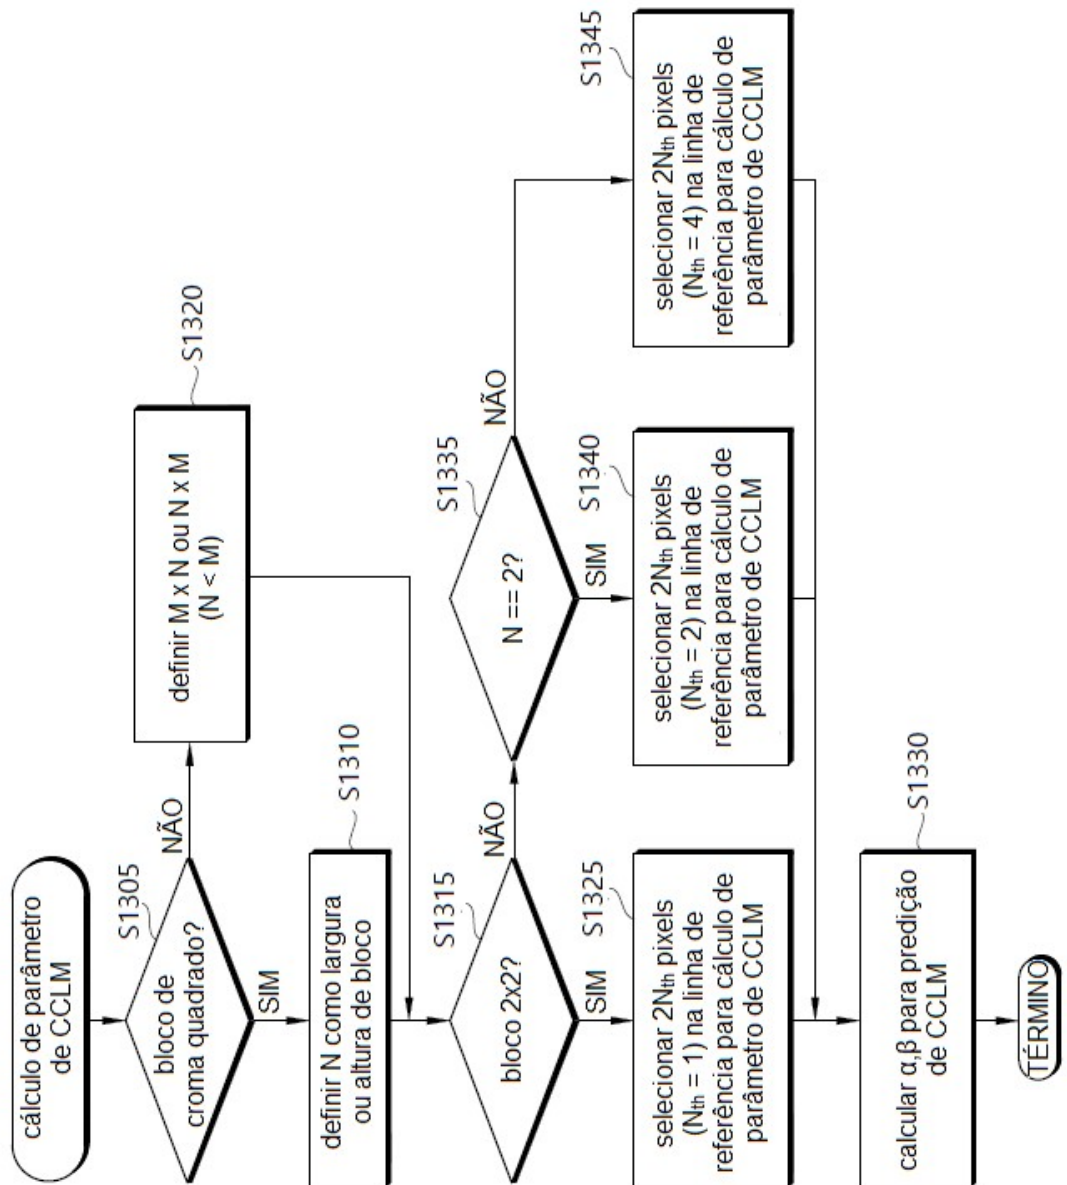 cálculo de parâmetro
de CCLM
S1305
bloco de
croma quadrado?
NÃO
SIM
S1320
definir M x N ou N x M
(N < M)
S1310
definir N como largura
ou altura de bloco
S1315
bloco 2x2?
NÃO
SIM
S1335
N == 2?
NÃO
SIM
S1325
selecionar 2Nth pixels
(Nth = 1) na linha de
referência para cálculo de
parâmetro de CCLM
S1340
selecionar 2Nth pixels
(Nth = 2) na linha de
referência para cálculo de
parâmetro de CCLM
S1345
selecionar 2Nth pixels
(Nth = 4) na linha de
referência para cálculo de
parâmetro de CCLM
S1330
calcular α,β para predição
de CCLM
TÉRMINO